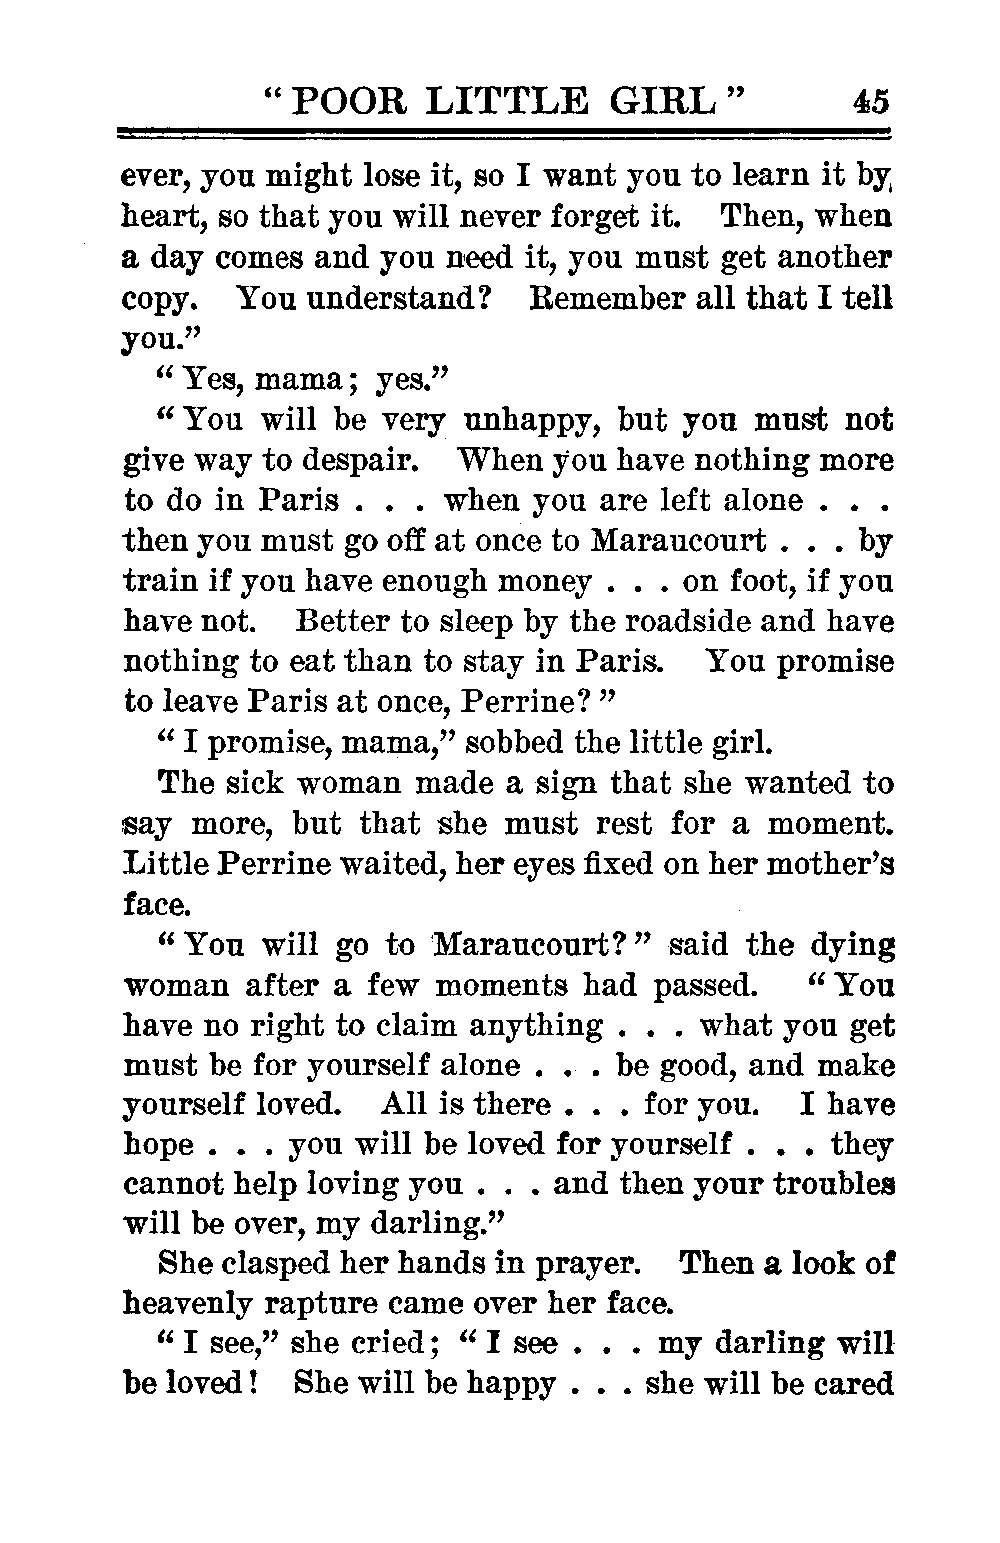 “ POOR LITTLE GIRL ” 45
ever, you might lose it, so I want you to learn it by
heart, so that you will never forget it. Then, when
a day comes and you need it, you must get another
copy. You understand? Remember all that I tell
you.”
“ Yes, mama; yes.”
“ You will be very unhappy, but you must not
give way to despair. When you have nothing more
to do in Paris . . . when you are left alone . . .
then you must go off at once to Maraucourt . . . by
train if you have enough money . . . on foot, if you
have not. Better to sleep by the roadside and have
nothing to eat than to stay in Paris. You promise
to leave Paris at once, Perrine? ”
“ I promise, mama,” sobbed the little girl.
The sick woman made a sign that she wanted to
say more, but that she must rest for a moment.
Little Perrine waited, her eyes fixed on her mother’s
face.
“ You will go to Maraucourt? ” said the dying
woman after a few moments had passed. “ You
have no right to claim anything . . . what you get
must be for yourself alone . . . be good, and make
yourself loved. All is there . . . for you. I have
hope . . . you will be loved for yourself . . . they
cannot help loving you . . . and then your troubles
will be over, my darling.”
She clasped her hands in prayer. Then a look of
heavenly rapture came over her face.
“ I see,” she cried; “ I see . . . my darling will
be loved! She will be happy . . . she will be cared